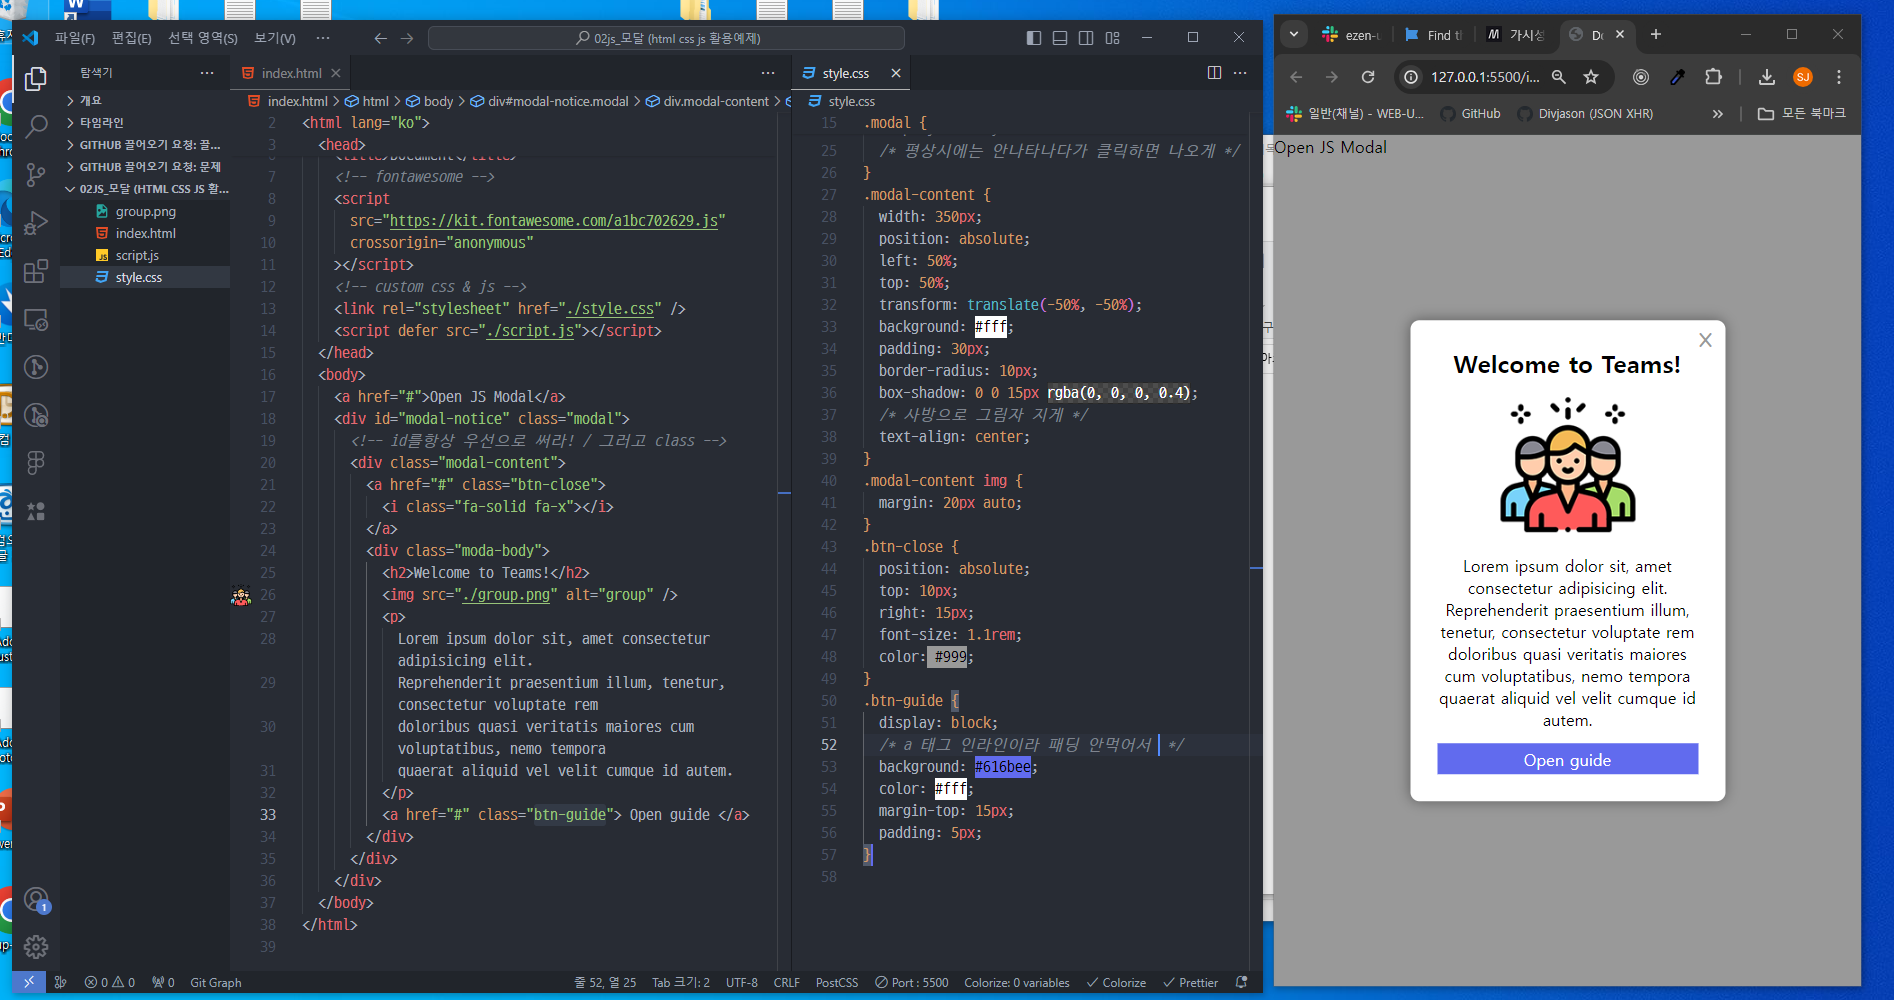 파일(F) 편집(E) 선택 영역(S) 보기(V) ··· 02js_모달 (html css js 활용예제)
탐색기
개요
타임라인
GITHUB 끌어오기 요청: 끌...
GITHUB 끌어오기 요청: 문제
02JS_모달 (HTML CSS JS 활...
group.png
index.html
script.js
style.css
1
index.html
index.html > html > body > div#modal-notice.modal > div.modal-content >
2 <html lang="ko">
3 <head>
6 <title>Document</title>
7 <!-- fontawesome -->
8 <script
9 src="https://kit.fontawesome.com/a1bc702629.js"
10 crossorigin="anonymous"
11 ></script>
12 <!-- custom css & js -->
13 <link rel="stylesheet" href="./style.css" />
14 <script defer src="./script.js"></script>
15 </head>
16 <body>
17 <a href="#">Open JS Modal</a>
18 <div id="modal-notice" class="modal">
19 <!-- id를항상 우선으로 써라! / 그러고 class -->
20 <div class="modal-content">
21 <a href="#" class="btn-close">
22 <i class="fa-solid fa-x"></i>
23 </a>
24 <div class="moda-body">
25 <h2>Welcome to Teams!</h2>
26 <img src="./group.png" alt="group" />
27 <p>
28 Lorem ipsum dolor sit, amet consectetur
adipisicing elit.
29 Reprehenderit praesentium illum, tenetur,
consectetur voluptate rem
30 doloribus quasi veritatis maiores cum
voluptatibus, nemo tempora
31 quaerat aliquid vel velit cumque id autem.
32 </p>
33 <a href="#" class="btn-guide"> Open guide </a>
34 </div>
35 </div>
36 </div>
37 </body>
38 </html>
39
style.css
style.css
15 .modal {
25 /* 평상시에는 안나타나다가 클릭하면 나오게 */
26 }
27 .modal-content {
28 width: 350px;
29 position: absolute;
30 left: 50%;
31 top: 50%;
32 transform: translate(-50%, -50%);
33 background: #fff;
34 padding: 30px;
35 border-radius: 10px;
36 box-shadow: 0 0 15px rgba(0, 0, 0, 0.4);
37 /* 사방으로 그림자 지게 */
38 text-align: center;
39 }
40 .modal-content img {
41 margin: 20px auto;
42 }
43 .btn-close {
44 position: absolute;
45 top: 10px;
46 right: 15px;
47 font-size: 1.1rem;
48 color: #999;
49 }
50 .btn-guide {
51 display: block;
52 /* a 태그 인라인이라 패딩 안먹어서 */
53 background: #616bee;
54 color: #fff;
55 margin-top: 15px;
56 padding: 5px;
57 }
58
0 0 0 Git Graph 줄 52, 열 25 Tab 크기: 2 UTF-8 CRLF PostCSS Port : 5500 Colorize: 0 variables Colorize Prettier
ezen-u Find th 가시성 Do
127.0.0.1:5500/i... SJ
일반(채널) - WEB-U... GitHub Divjason (JSON XHR) » 모든 북마크
Open JS Modal
X
Welcome to Teams!
Lorem ipsum dolor sit, amet
consectetur adipisicing elit.
Reprehenderit praesentium illum,
tenetur, consectetur voluptate rem
doloribus quasi veritatis maiores
cum voluptatibus, nemo tempora
quaerat aliquid vel velit cumque id
autem.
Open guide